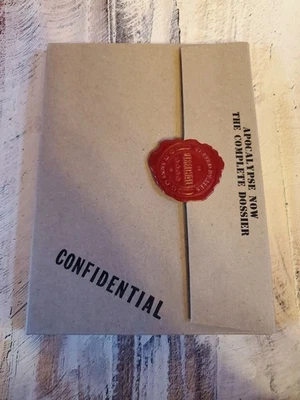 APOCALYPSE NOW
THE COMPLETE DOSSIER
CONFIDENTIAL